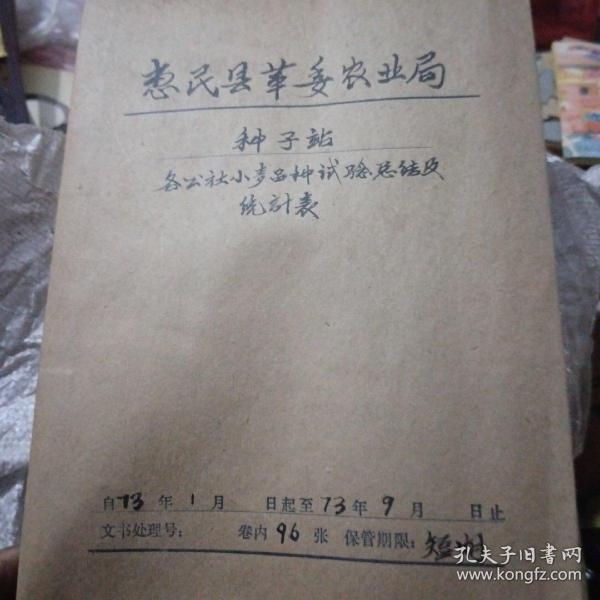 惠民县革委农业局
种子站
各公社小麦品种试验总结及
统计表
自73年1月 日起至73年9月 日止
文书处理号： 卷内96张 保管期限：短期
孔夫子旧书网
www.kongfz.com